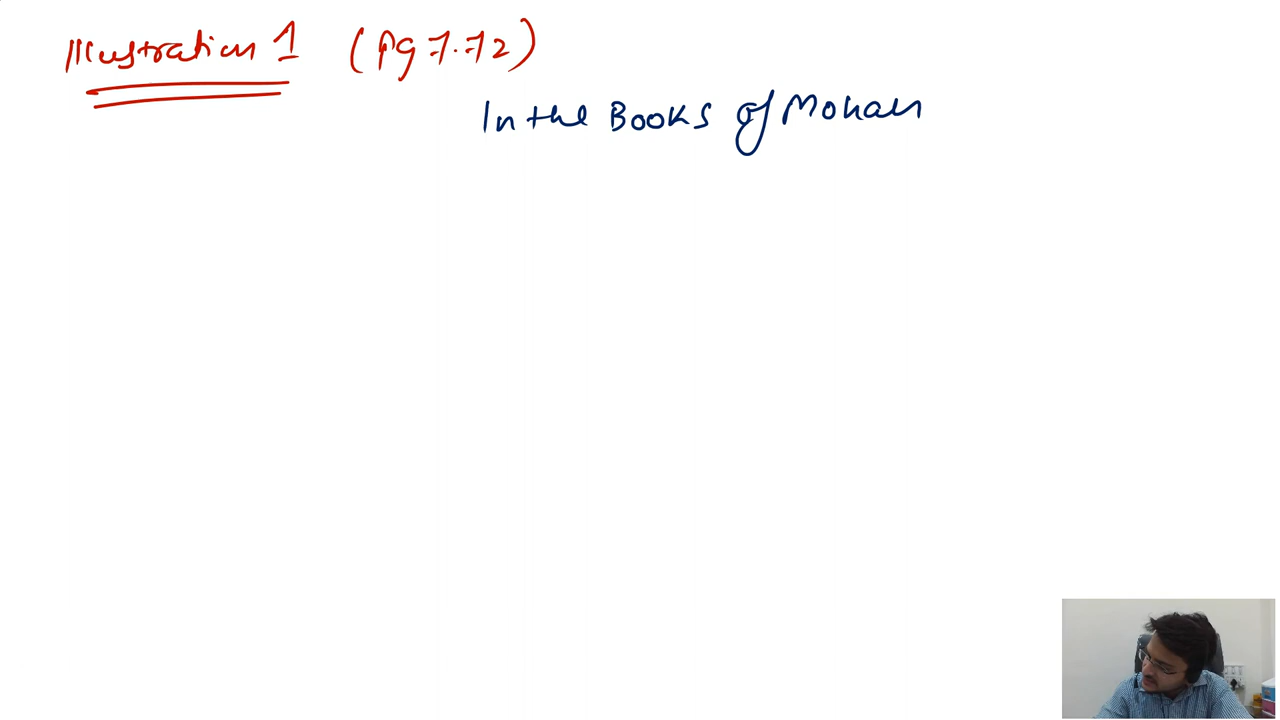 Illustration 1 (Pg 7.72)
In the Books of Mohan